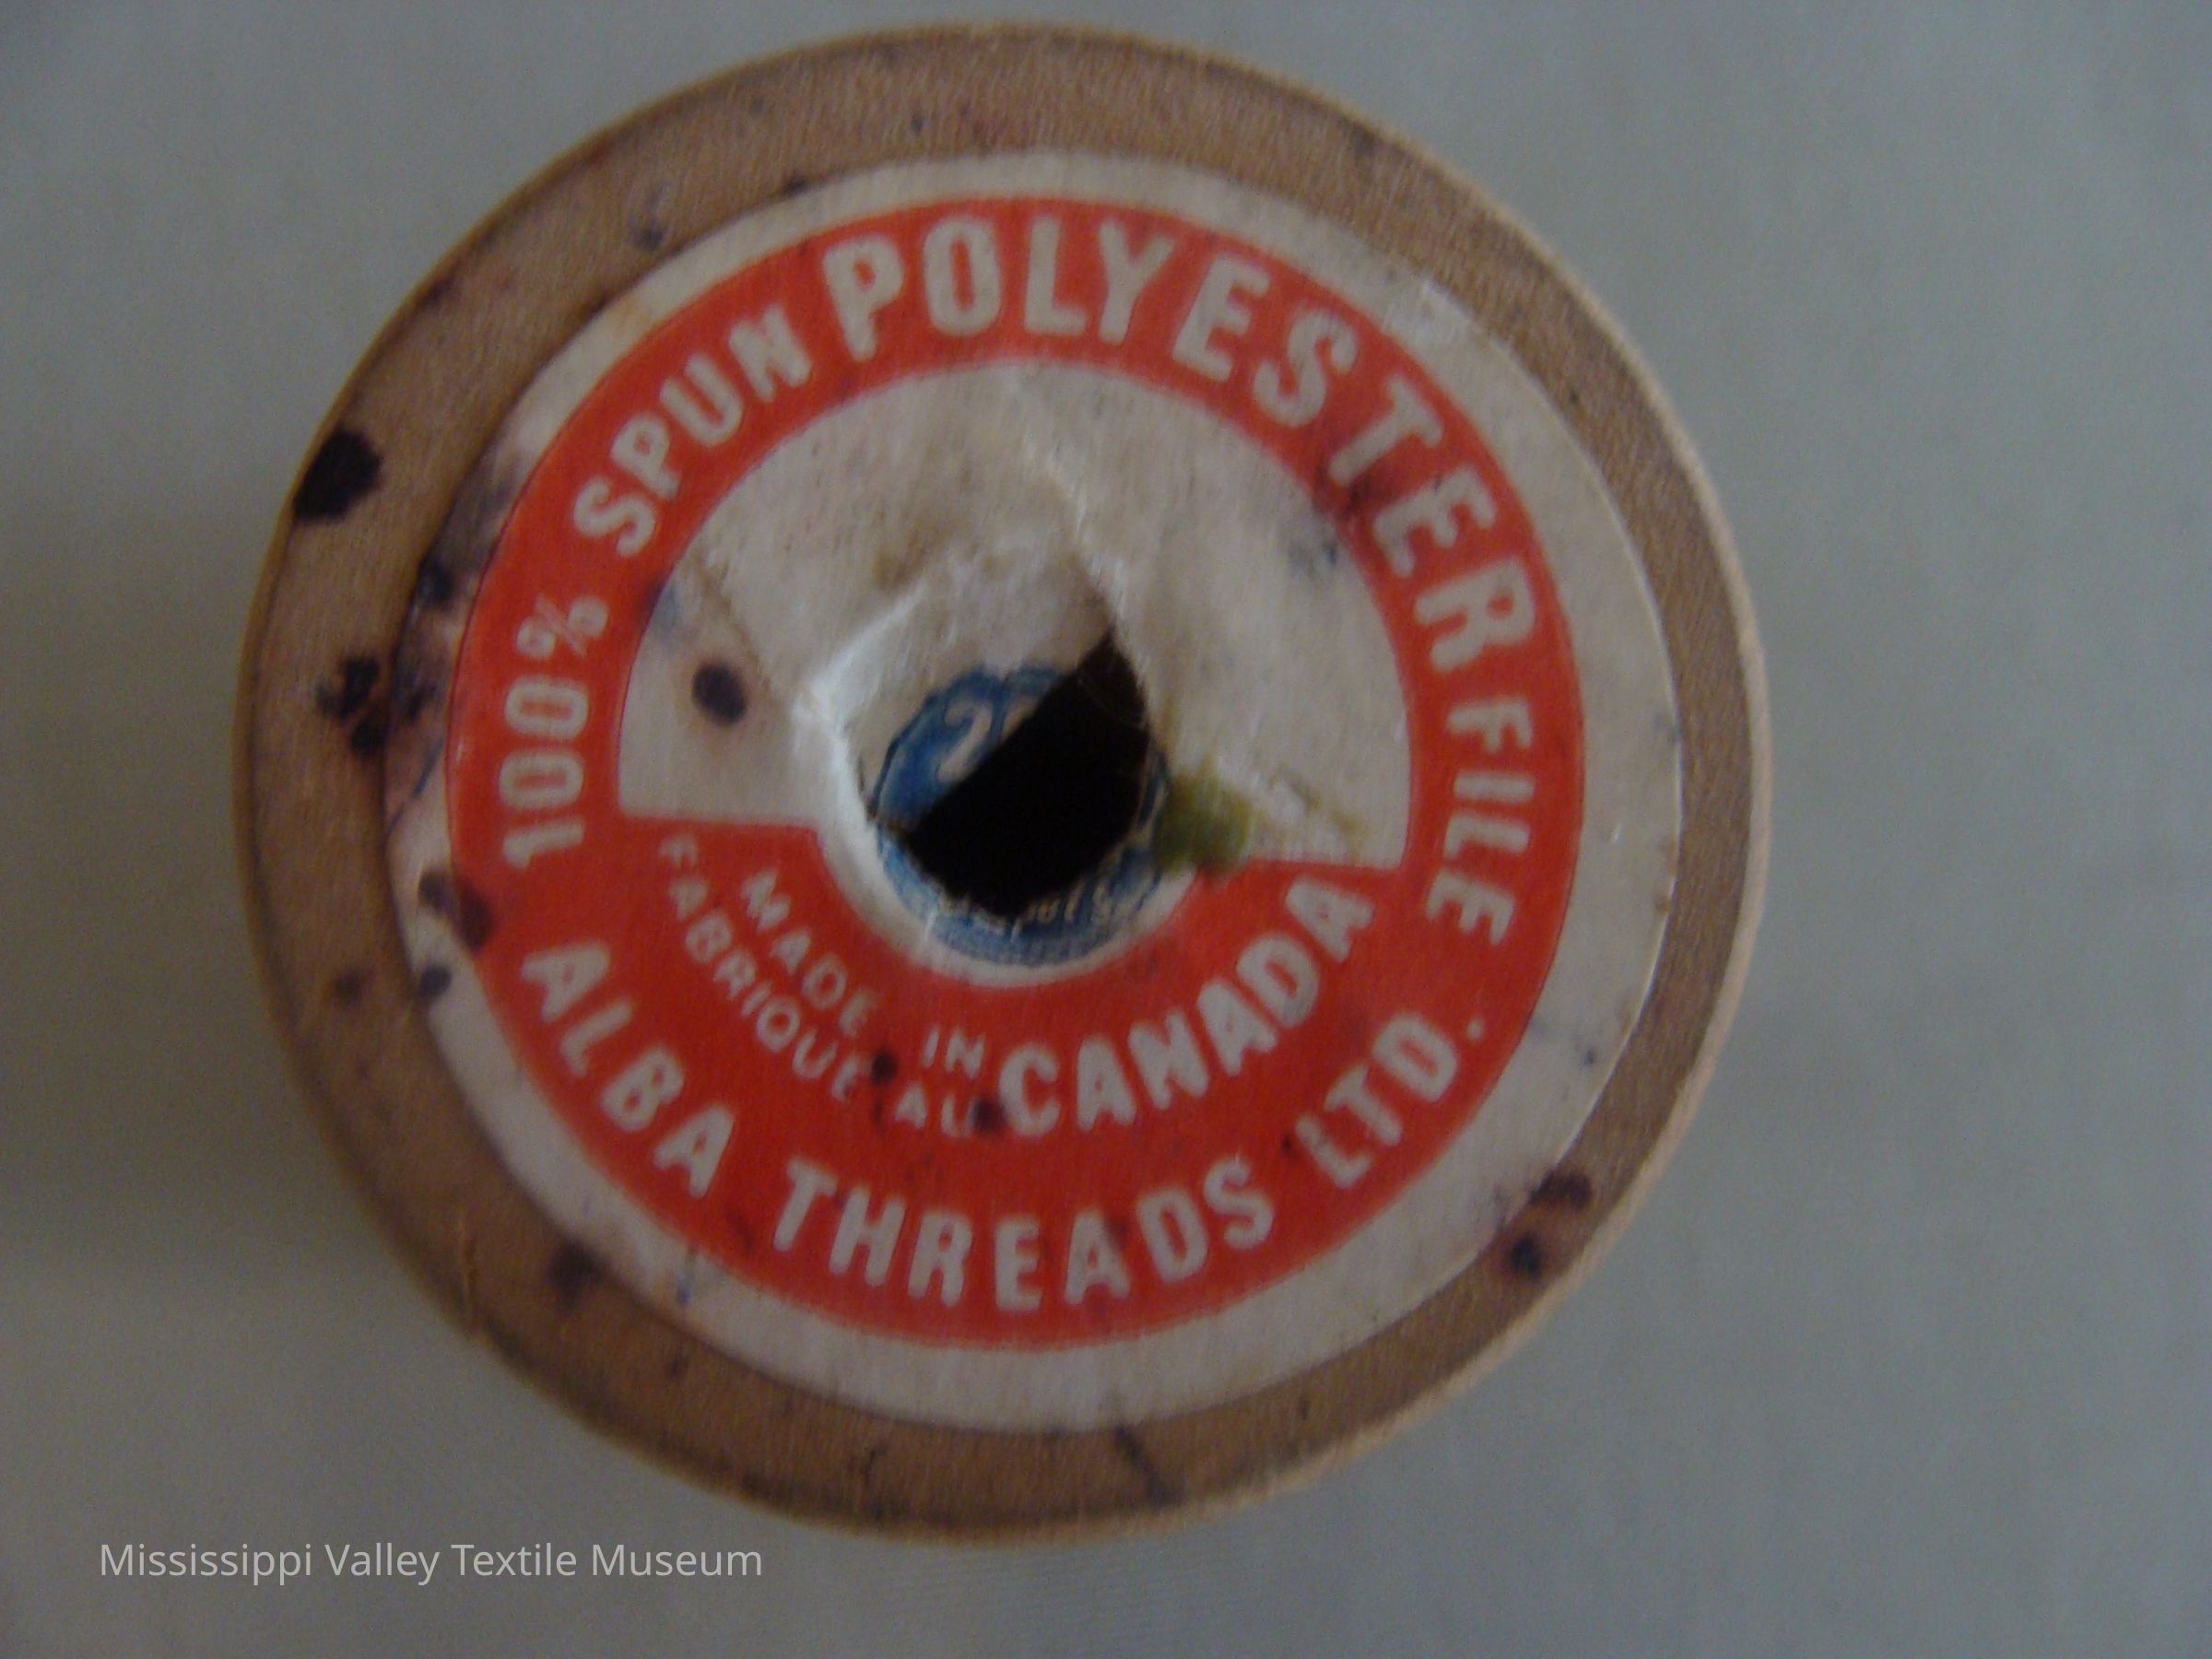 100% SPUN POLYESTER FILE
MADE IN
FABRIQUE AU
CANADA
ALBA THREADS LTD.
Mississippi Valley Textile Museum